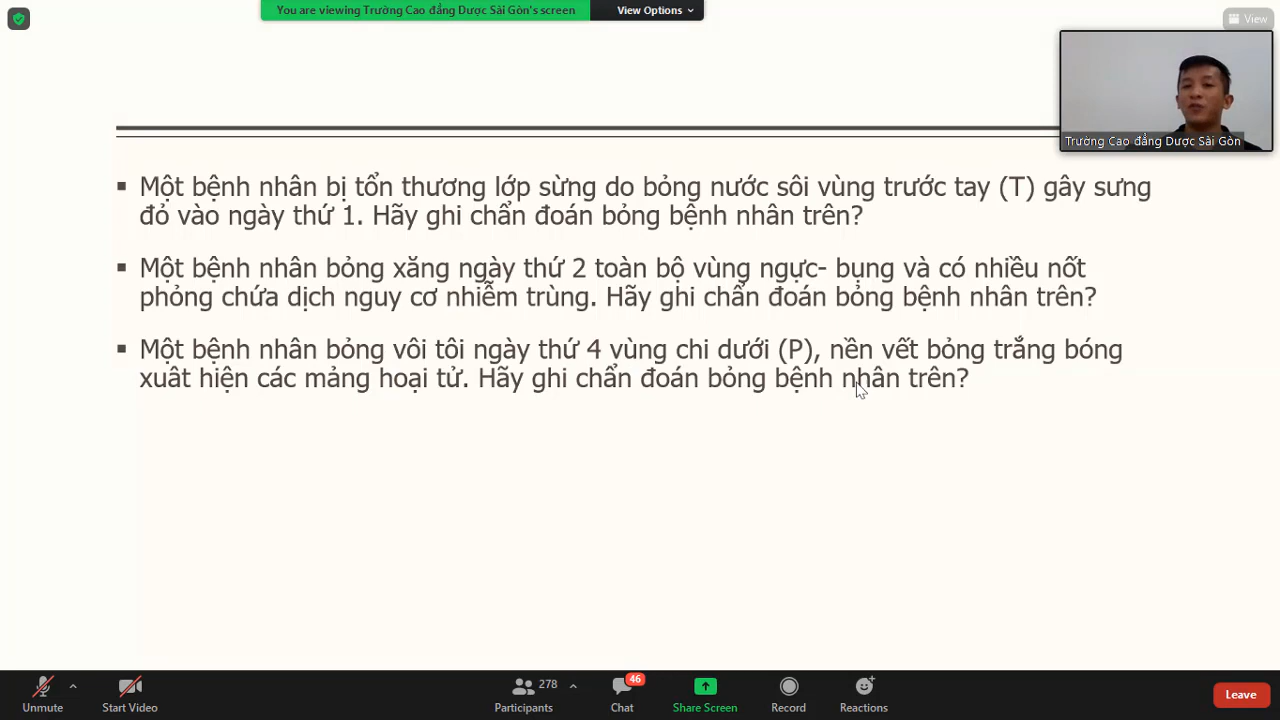 You are viewing Trường Cao đẳng Dược Sài Gòn's screen
View Options
View
Trường Cao đẳng Dược Sài Gòn
▪ Một bệnh nhân bị tổn thương lớp sừng do bỏng nước sôi vùng trước tay (T) gây sưng
đỏ vào ngày thứ 1. Hãy ghi chẩn đoán bỏng bệnh nhân trên?
▪ Một bệnh nhân bỏng xăng ngày thứ 2 toàn bộ vùng ngực- bụng và có nhiều nốt
phỏng chứa dịch nguy cơ nhiễm trùng. Hãy ghi chẩn đoán bỏng bệnh nhân trên?
▪ Một bệnh nhân bỏng vôi tôi ngày thứ 4 vùng chi dưới (P), nền vết bỏng trắng bóng
xuât hiện các mảng hoại tử. Hãy ghi chẩn đoán bỏng bệnh nhân trên?
Unmute
Start Video
278
Participants
46
Chat
Share Screen
Record
Reactions
Leave